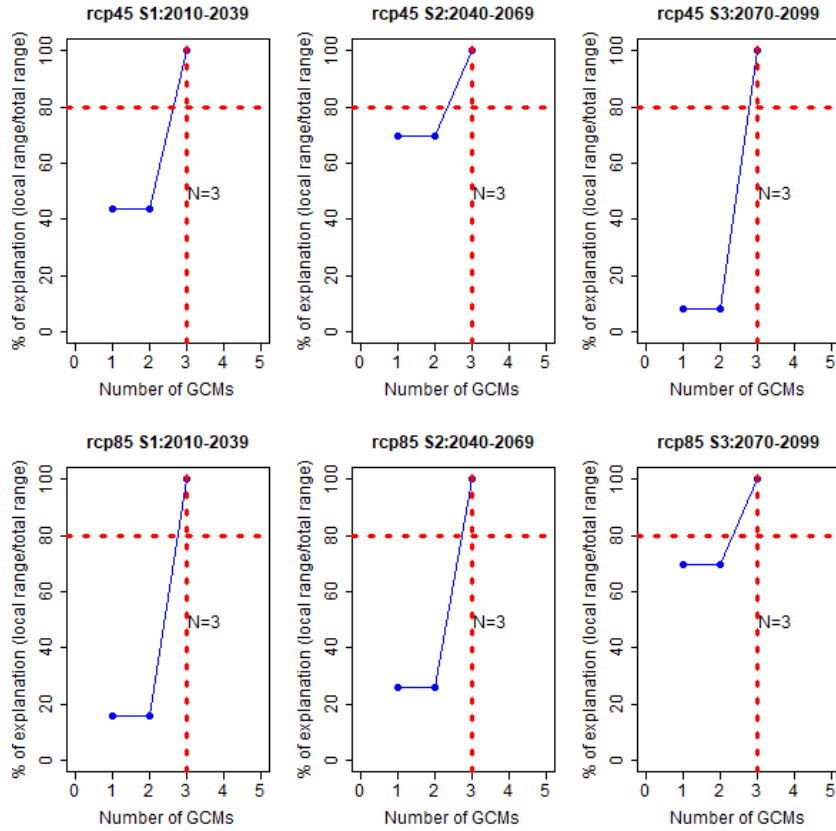 rcp45 S1:2010-2039
% of explanation (local range/total range)
100
80
60
40
20
0
N=3
0 1 2 3 4 5
Number of GCMs
rcp45 S2:2040-2069
% of explanation (local range/total range)
100
80
60
40
20
0
N=3
0 1 2 3 4 5
Number of GCMs
rcp45 S3:2070-2099
% of explanation (local range/total range)
100
80
60
40
20
0
N=3
0 1 2 3 4 5
Number of GCMs
rcp85 S1:2010-2039
% of explanation (local range/total range)
100
80
60
40
20
0
N=3
0 1 2 3 4 5
Number of GCMs
rcp85 S2:2040-2069
% of explanation (local range/total range)
100
80
60
40
20
0
N=3
0 1 2 3 4 5
Number of GCMs
rcp85 S3:2070-2099
% of explanation (local range/total range)
100
80
60
40
20
0
N=3
0 1 2 3 4 5
Number of GCMs